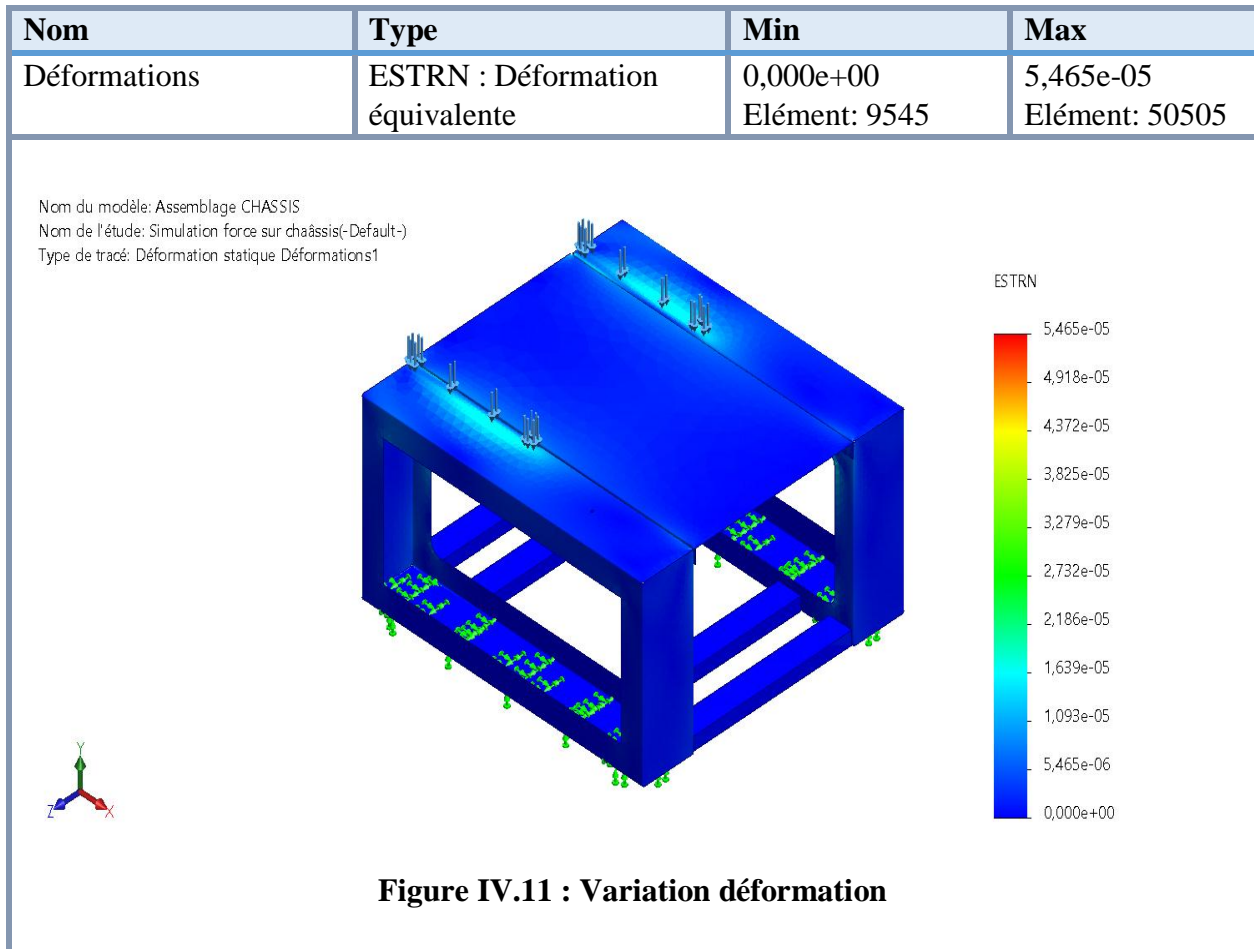 Nom Type Min Max
Déformations ESTRN : Déformation équivalente 0,000e+00 Elément: 9545 5,465e-05 Elément: 50505
Nom du modèle: Assemblage CHASSIS
Nom de l'étude: Simulation force sur chaâssis(-Default-)
Type de tracé: Déformation statique Déformations1
ESTRN
5,465e-05
4,918e-05
4,372e-05
3,825e-05
3,279e-05
2,732e-05
2,186e-05
1,639e-05
1,093e-05
5,465e-06
0,000e+00
Y
Z X
Figure IV.11 : Variation déformation